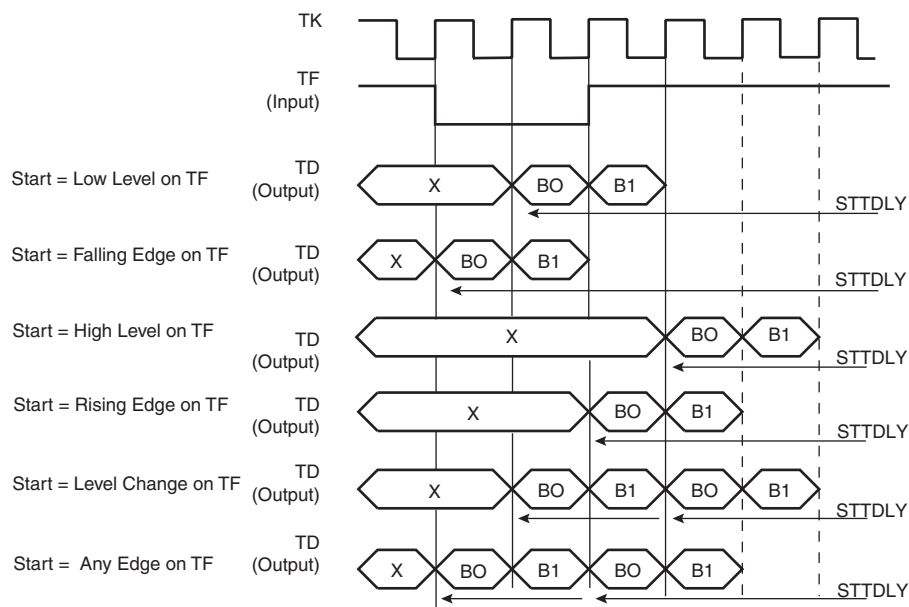 TK
TF
(Input)
Start = Low Level on TF
TD
(Output)
X
BO
B1
STTDLY
Start = Falling Edge on TF
TD
(Output)
X
BO
B1
STTDLY
Start = High Level on TF
TD
(Output)
X
BO
B1
STTDLY
Start = Rising Edge on TF
TD
(Output)
X
BO
B1
STTDLY
Start = Level Change on TF
TD
(Output)
X
BO
B1
BO
B1
STTDLY
Start = Any Edge on TF
TD
(Output)
X
BO
B1
BO
B1
STTDLY